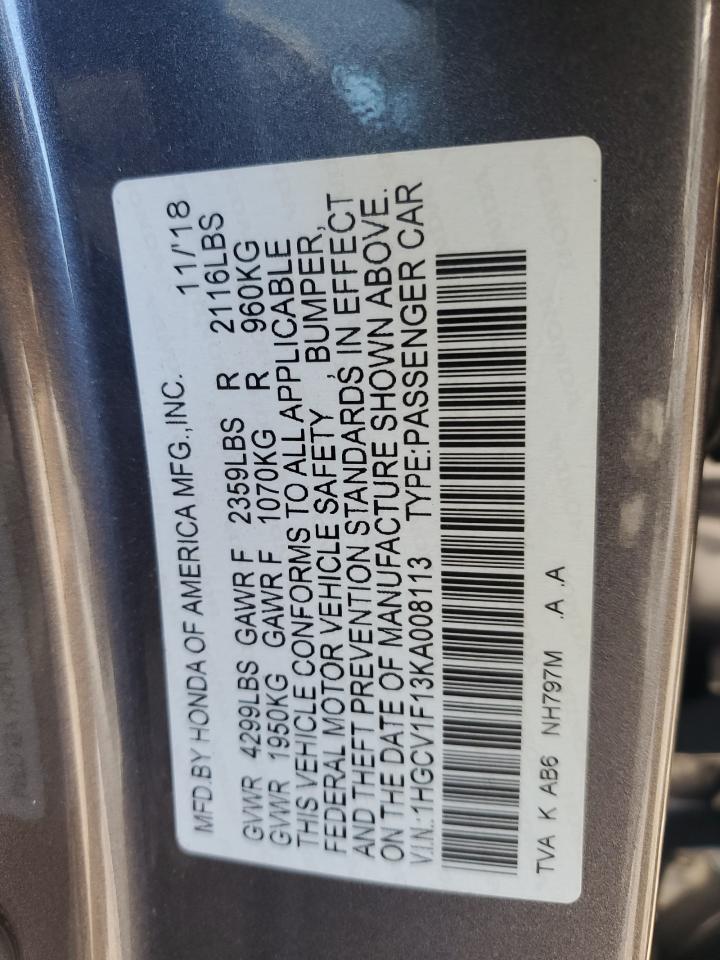 MFD.BY HONDA OF AMERICA MFG.,INC. 11/'18
GVWR 4299LBS GAWR F 2359LBS R 2116LBS
GVWR 1950KG GAWR F 1070KG R 960KG
THIS VEHICLE CONFORMS TO ALL APPLICABLE
FEDERAL MOTOR VEHICLE SAFETY , BUMPER,
AND THEFT PREVENTION STANDARDS IN EFFECT
ON THE DATE OF MANUFACTURE SHOWN ABOVE.
V.I.N.:1HGCV1F13KA008113 TYPE:PASSENGER CAR
TVA K AB6 NH797M .A .A